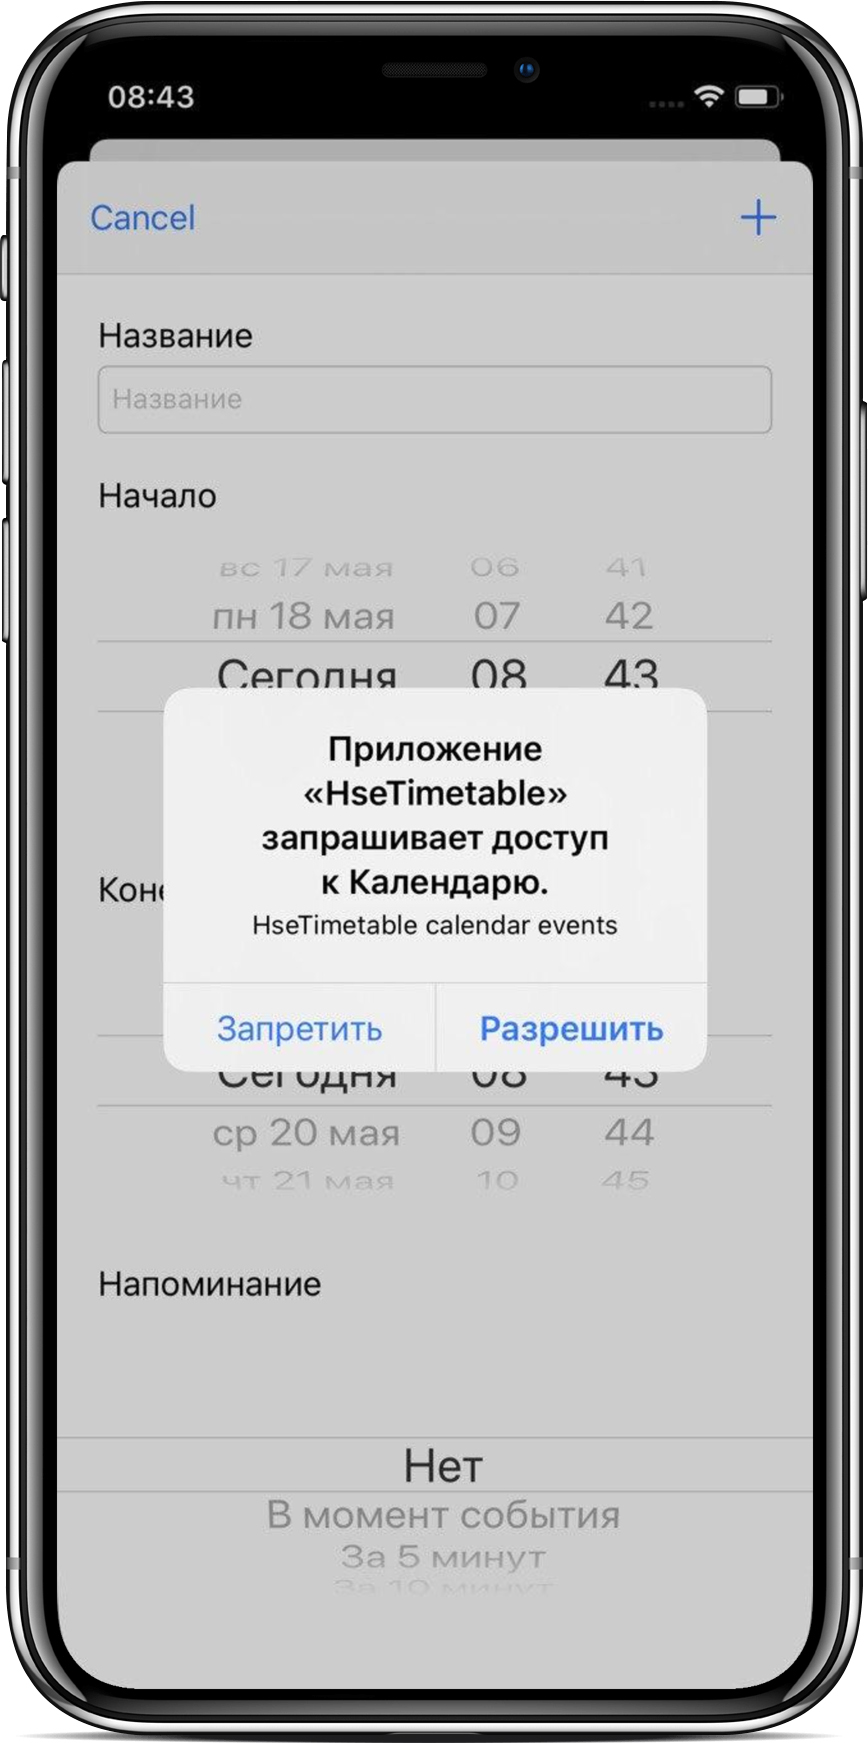 08:43
Cancel
Название
Название
Начало
вс 17 мая 06 41
пн 18 мая 07 42
Сегодня 08 43
Приложение
«HseTimetable»
запрашивает доступ
к Календарю.
HseTimetable calendar events
Запретить Разрешить
Сегодня 08 43
ср 20 мая 09 44
чт 21 мая 10 45
Напоминание
Нет
В момент события
За 5 минут
За 10 минут